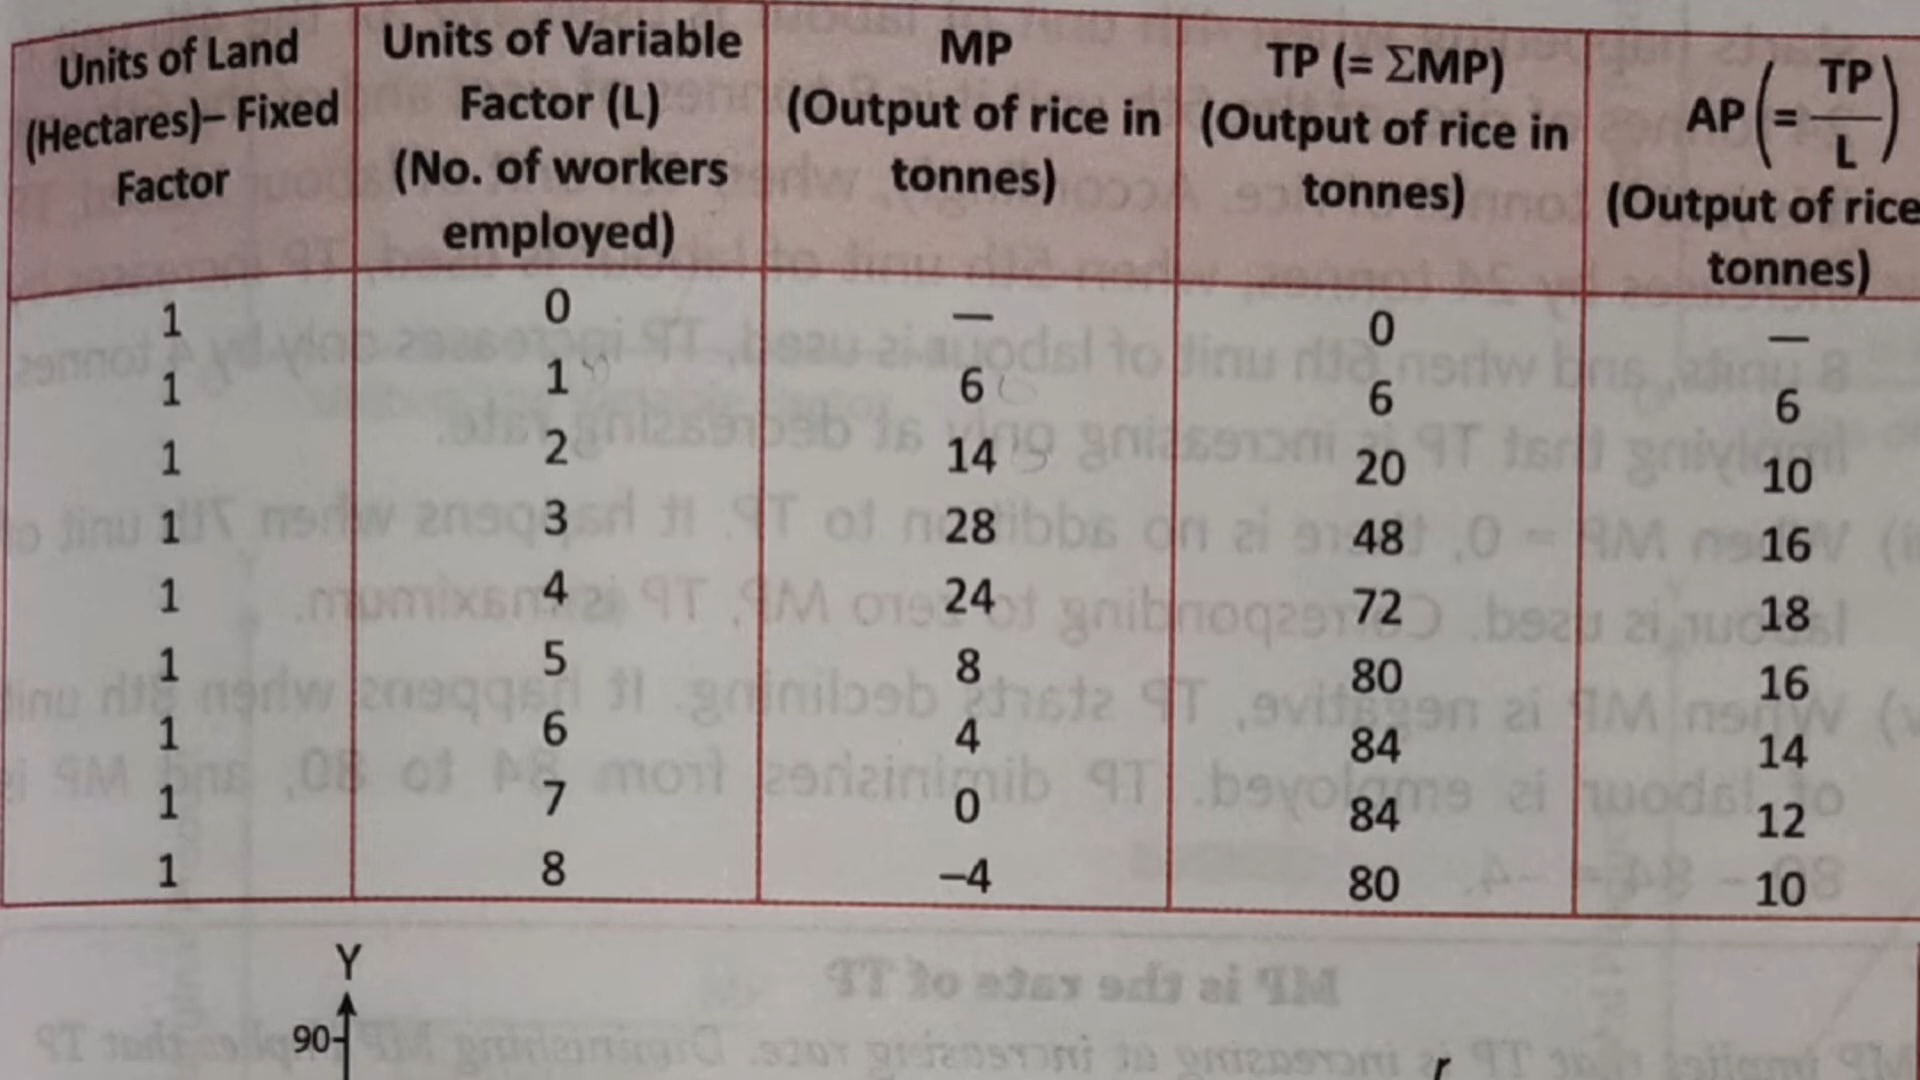 Units of Land
(Hectares)– Fixed
Factor
Units of Variable
Factor (L)
(No. of workers
employed)
MP
(Output of rice in
tonnes)
TP (= ΣMP)
(Output of rice in
tonnes)
AP (= TP/L)
(Output of rice
tonnes)
1 0 — 0 —
1 1 6 6 6
1 2 14 20 10
1 3 28 48 16
1 4 24 72 18
1 5 8 80 16
1 6 4 84 14
1 7 0 84 12
1 8 –4 80 10
Y
90
r